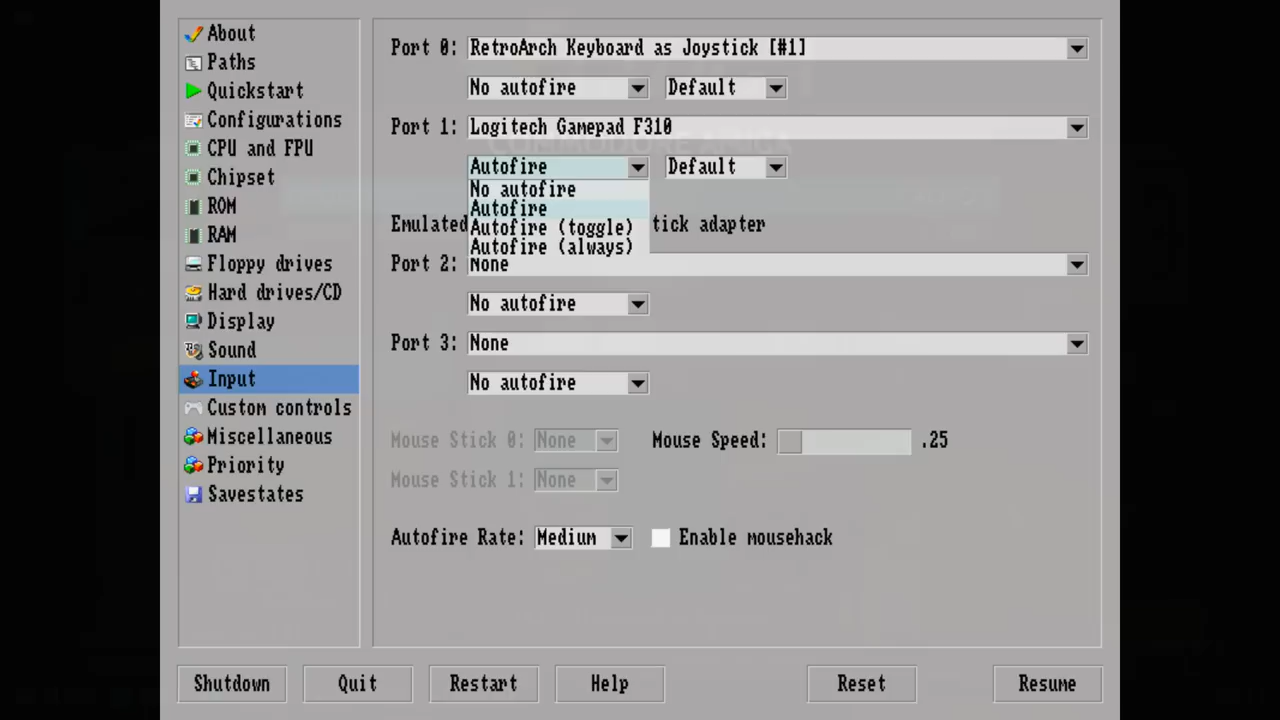 About
Paths
Quickstart
Configurations
CPU and FPU
Chipset
ROM
RAM
Floppy drives
Hard drives/CD
Display
Sound
Input
Custom controls
Miscellaneous
Priority
Savestates
Port 0: RetroArch Keyboard as Joystick [#1]
No autofire Default
Port 1: Logitech Gamepad F310
Autofire Default
No autofire
Autofire
Autofire (toggle)
Autofire (always)
Emulated tick adapter
Port 2: None
No autofire
Port 3: None
No autofire
Mouse Stick 0: None Mouse Speed: .25
Mouse Stick 1: None
Autofire Rate: Medium Enable mousehack
Shutdown Quit Restart Help Reset Resume